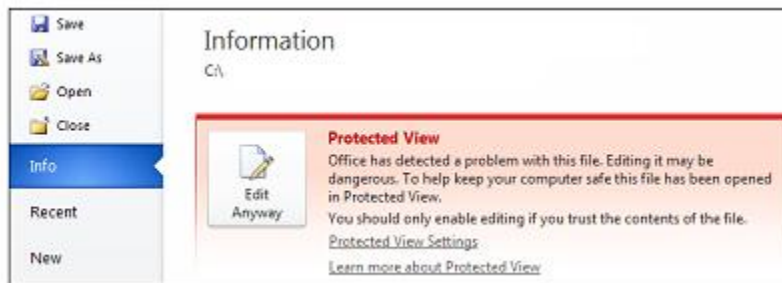 Save
Save As
Open
Close
Info
Recent
New
Information
C:\
Edit
Anyway
Protected View
Office has detected a problem with this file. Editing it may be
dangerous. To help keep your computer safe this file has been opened
in Protected View.
You should only enable editing if you trust the contents of the file.
Protected View Settings
Learn more about Protected View